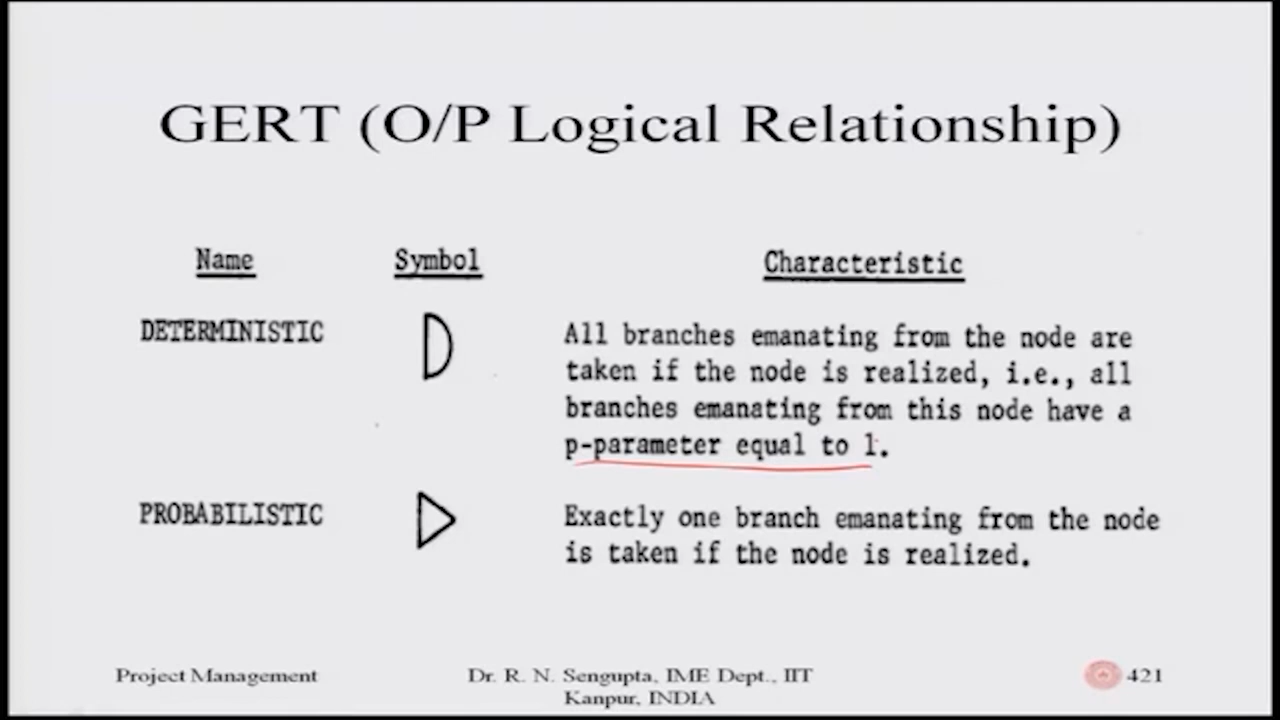 GERT (O/P Logical Relationship)
Name Symbol Characteristic
DETERMINISTIC All branches emanating from the node are
taken if the node is realized, i.e., all
branches emanating from this node have a
p-parameter equal to 1.
PROBABILISTIC Exactly one branch emanating from the node
is taken if the node is realized.
Project Management Dr. R. N. Sengupta, IME Dept., IIT 421
Kanpur, INDIA